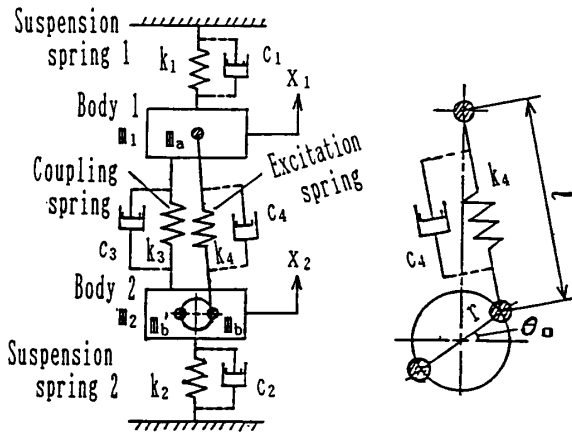 Suspension
spring 1
k1
C1
X1
Body 1
m1
ma
Coupling
spring
Excitation
spring
C3
k3
k4
C4
X2
Body 2
m2
mb'
mb
Suspension
spring 2
k2
C2
k4
C4
l
r
θ